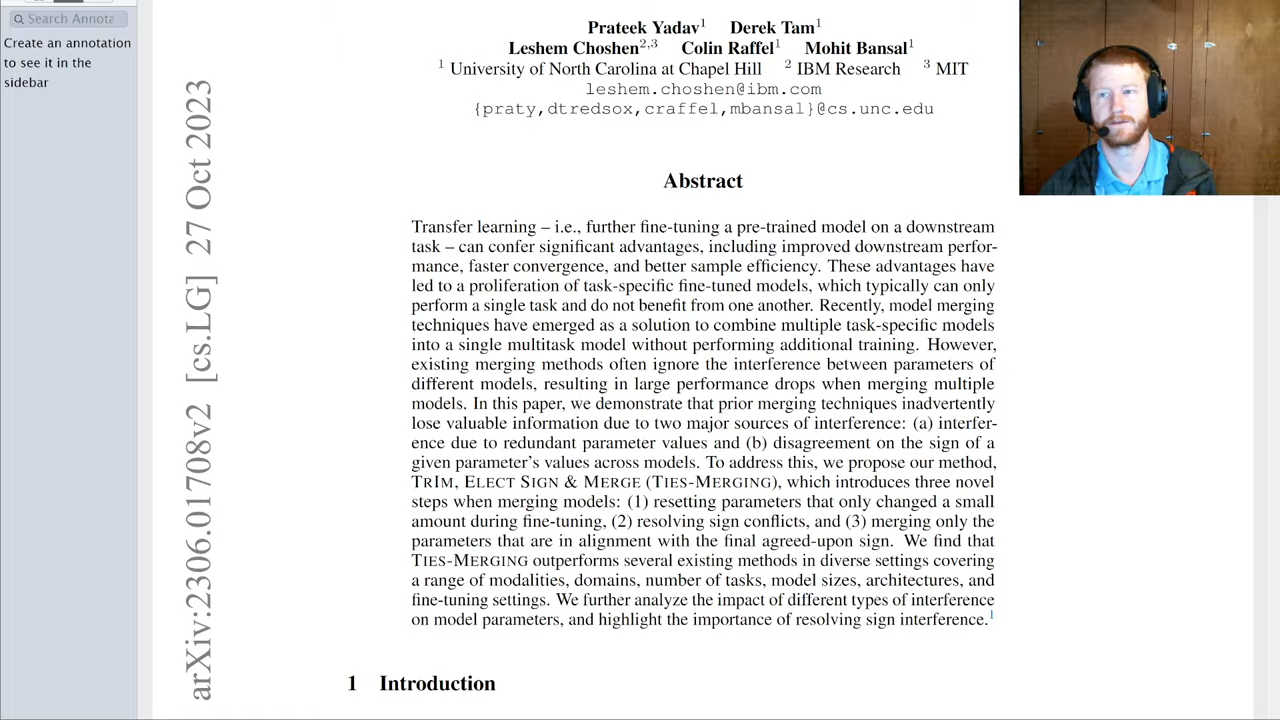 Search Annota
Create an annotation
to see it in the
sidebar
arXiv:2306.01708v2 [cs.LG] 27 Oct 2023
Prateek Yadav1 Derek Tam1
Leshem Choshen2,3 Colin Raffel1 Mohit Bansal1
1 University of North Carolina at Chapel Hill 2 IBM Research 3 MIT
leshem.choshen@ibm.com
{praty,dtredsox,craffel,mbansal}@cs.unc.edu
Abstract
Transfer learning – i.e., further fine-tuning a pre-trained model on a downstream
task – can confer significant advantages, including improved downstream perfor-
mance, faster convergence, and better sample efficiency. These advantages have
led to a proliferation of task-specific fine-tuned models, which typically can only
perform a single task and do not benefit from one another. Recently, model merging
techniques have emerged as a solution to combine multiple task-specific models
into a single multitask model without performing additional training. However,
existing merging methods often ignore the interference between parameters of
different models, resulting in large performance drops when merging multiple
models. In this paper, we demonstrate that prior merging techniques inadvertently
lose valuable information due to two major sources of interference: (a) interfer-
ence due to redundant parameter values and (b) disagreement on the sign of a
given parameter's values across models. To address this, we propose our method,
TRIM, ELECT SIGN & MERGE (TIES-MERGING), which introduces three novel
steps when merging models: (1) resetting parameters that only changed a small
amount during fine-tuning, (2) resolving sign conflicts, and (3) merging only the
parameters that are in alignment with the final agreed-upon sign. We find that
TIES-MERGING outperforms several existing methods in diverse settings covering
a range of modalities, domains, number of tasks, model sizes, architectures, and
fine-tuning settings. We further analyze the impact of different types of interference
on model parameters, and highlight the importance of resolving sign interference.1
1 Introduction